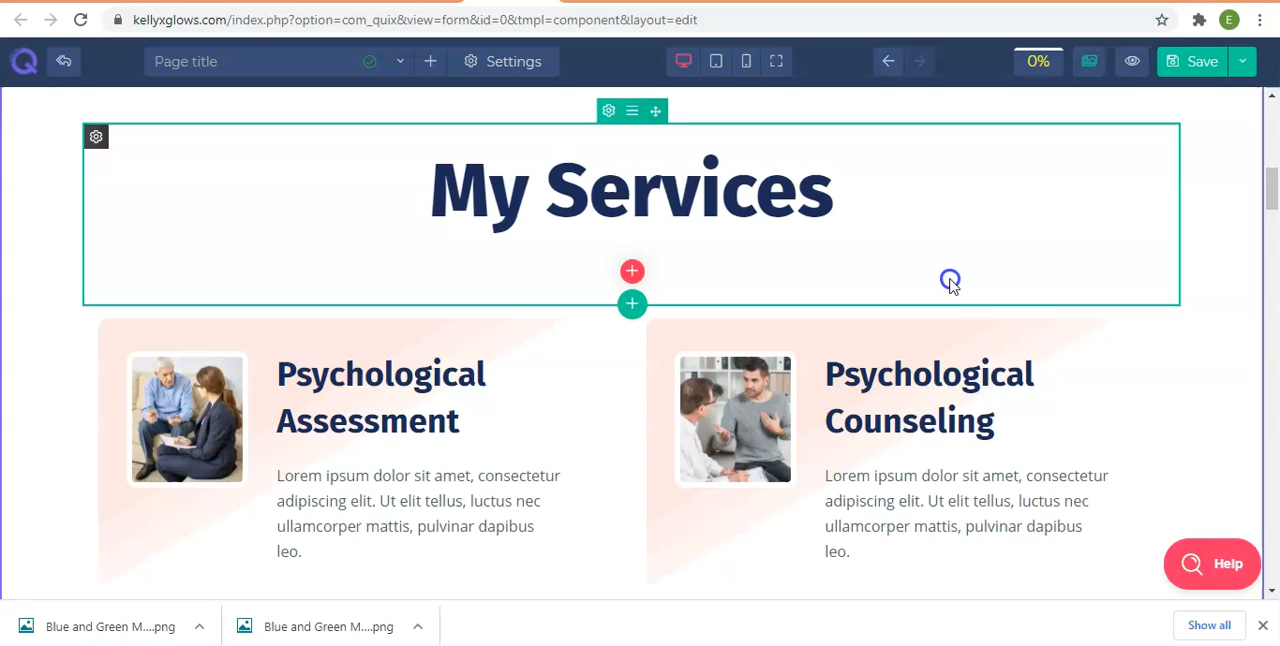 kellyxglows.com/index.php?option=com_quix&view=form&id=0&tmpl=component&layout=edit
E
Page title
Settings
0%
Save
My Services
Psychological
Assessment
Lorem ipsum dolor sit amet, consectetur
adipiscing elit. Ut elit tellus, luctus nec
ullamcorper mattis, pulvinar dapibus
leo.
Psychological
Counseling
Lorem ipsum dolor sit amet, consectetur
adipiscing elit. Ut elit tellus, luctus nec
ullamcorper mattis, pulvinar dapibus
leo.
Help
Blue and Green M....png
Blue and Green M....png
Show all